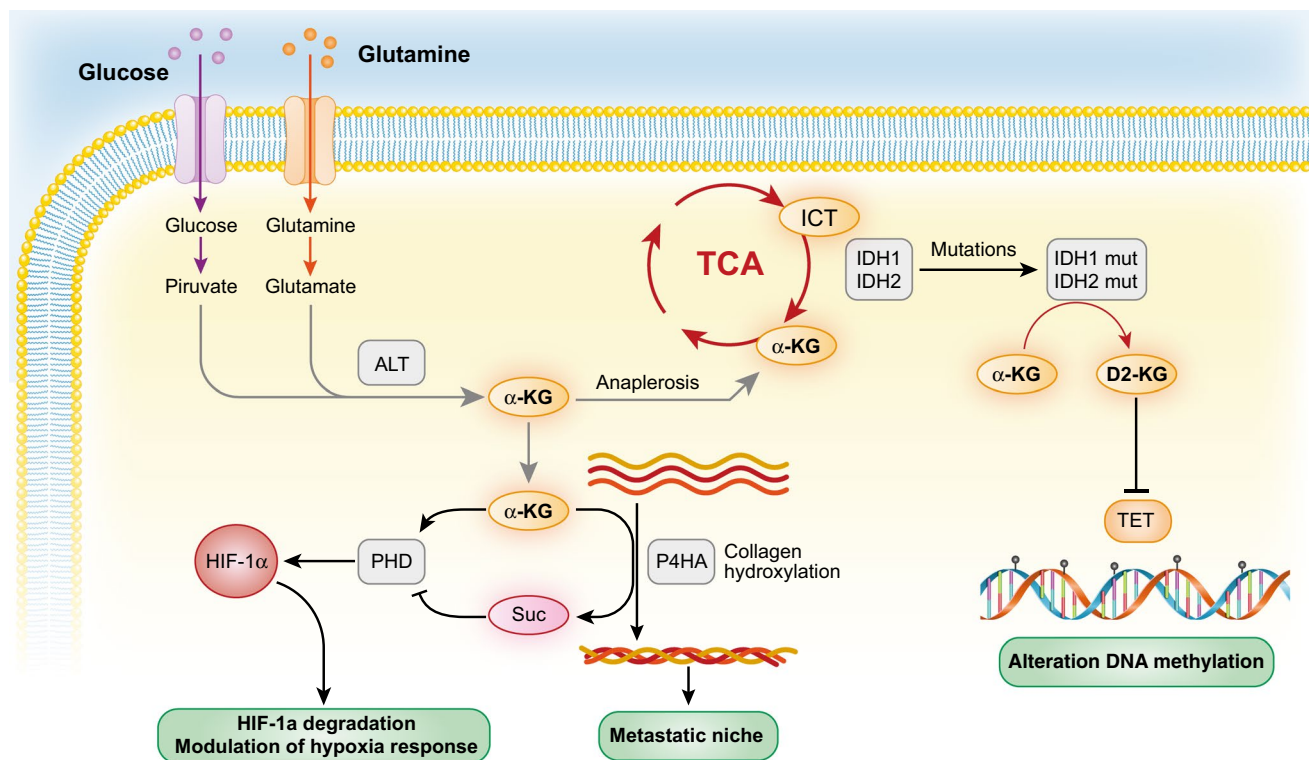 Glucose
Glutamine
Glucose
Glutamine
Piruvate
Glutamate
ALT
α-KG
Anaplerosis
TCA
ICT
α-KG
IDH1
IDH2
Mutations
IDH1 mut
IDH2 mut
α-KG
D2-KG
TET
Alteration DNA methylation
α-KG
HIF-1α
PHD
Suc
P4HA
Collagen
hydroxylation
HIF-1a degradation
Modulation of hypoxia response
Metastatic niche